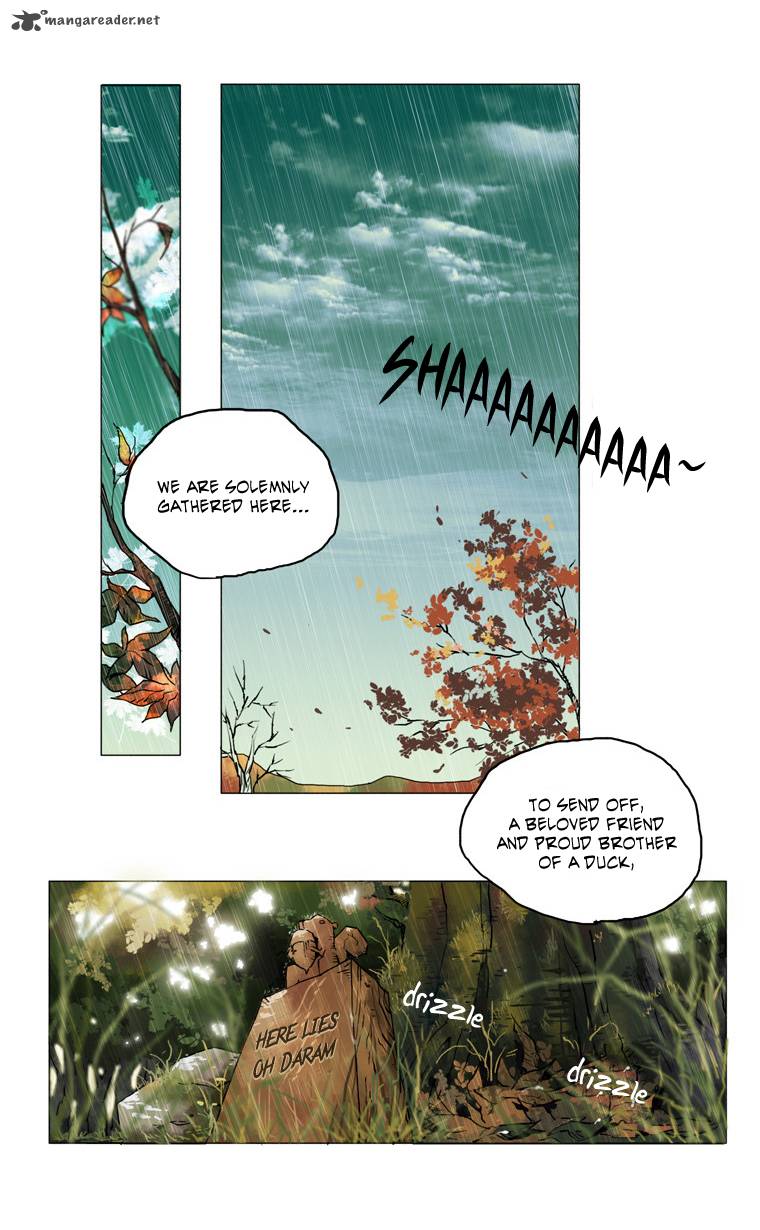 mangareader.net
SHAAAAAAAAAA~
WE ARE SOLEMNLY
GATHERED HERE...
TO SEND OFF,
A BELOVED FRIEND
AND PROUD BROTHER
OF A DUCK,
HERE LIES
OH DARAM
drizzle
drizzle